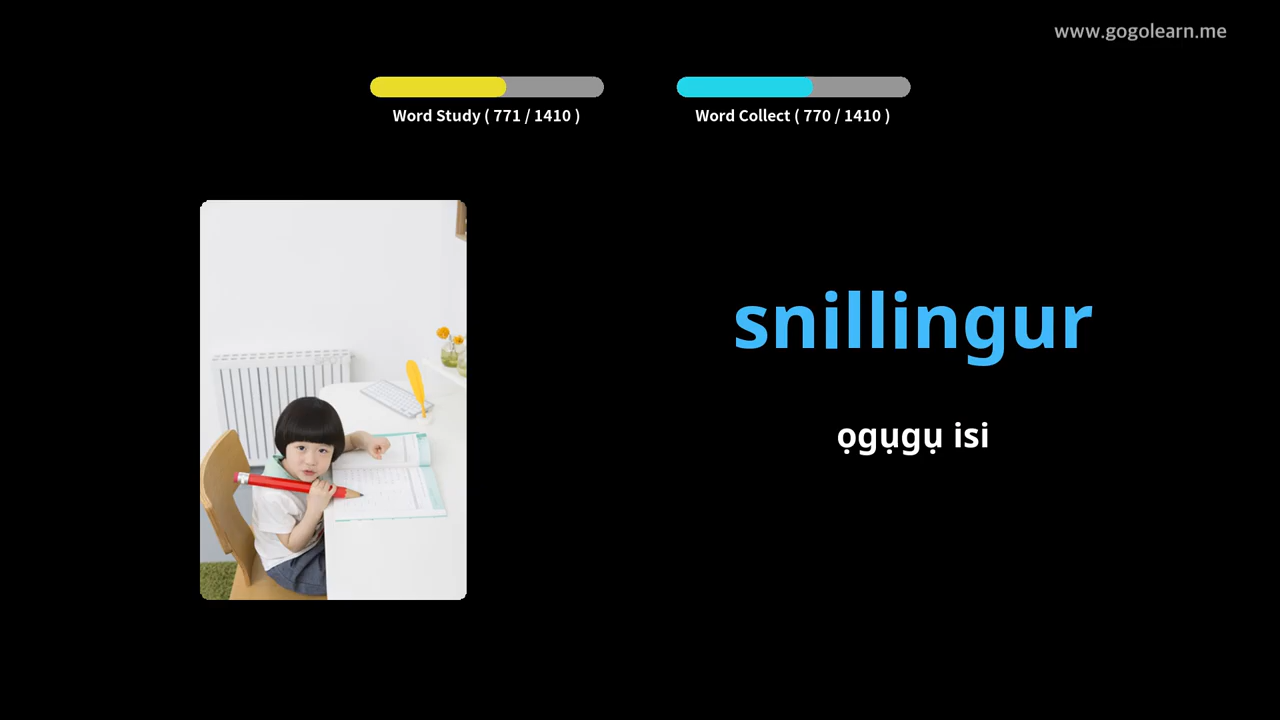 www.gogolearn.me
Word Study ( 771 / 1410 )
Word Collect ( 770 / 1410 )
snillingur
ọgụgụ isi